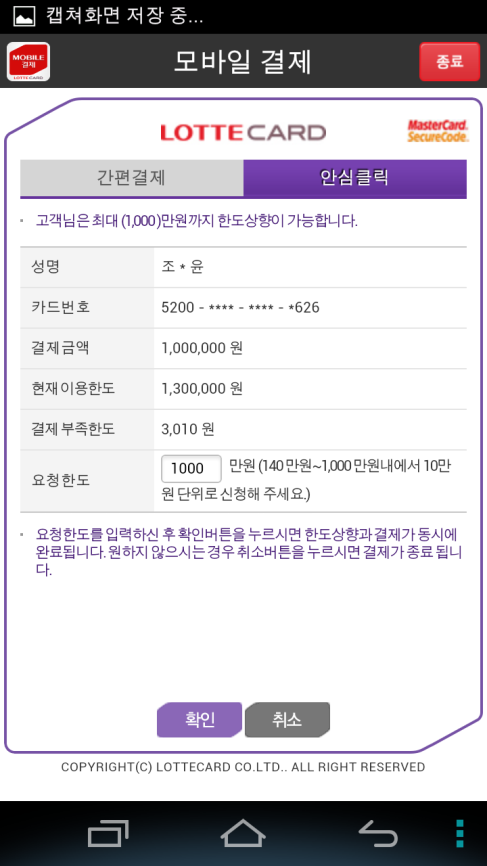 캡쳐화면 저장 중...
MOBILE
결제
LOTTECARD
모바일 결제
종료
LOTTE CARD
MasterCard.
SecureCode.
간편결제
안심클릭
고객님은 최대 (1,000)만원까지 한도상향이 가능합니다.
성명 조 * 윤
카드번호 5200 - **** - **** - *626
결제금액 1,000,000 원
현재이용한도 1,300,000 원
결제 부족한도 3,010 원
요청한도 1000 만원 (140 만원~1,000 만원내에서 10만
원 단위로 신청해 주세요.)
요청한도를 입력하신 후 확인버튼을 누르시면 한도상향과 결제가 동시에
완료됩니다. 원하지 않으시는 경우 취소버튼을 누르시면 결제가 종료 됩니
다.
확인
취소
COPYRIGHT(C) LOTTECARD CO.LTD.. ALL RIGHT RESERVED